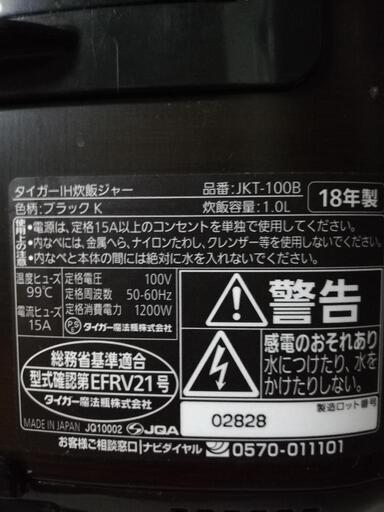 タイガーIH炊飯ジャー 品番:JKT-100B 18年製
色柄:ブラックK 炊飯容量:1.0L
使用上の注意
●電源は、定格15A以上のコンセントを単独で使用してください。
●内なべには、金属へら、ナイロンたわし、クレンザー等を使用しないでください。
●内なべと本体の間には絶対に水を入れないでください。
温度ヒューズ 99℃
電流ヒューズ 15A
定格電圧 100V
定格周波数 50-60Hz
定格消費電力 1200W
PSE タイガー魔法瓶株式会社
警告
感電のおそれあり
水につけたり、水を
かけたりしない。
総務省基準適合
型式確認第EFRV21号
タイガー魔法瓶株式会社
02828
製造ロット番号
MADE IN JAPAN JQ10002 JQA
お客様ご相談窓口 ナビダイヤル 0570-011101